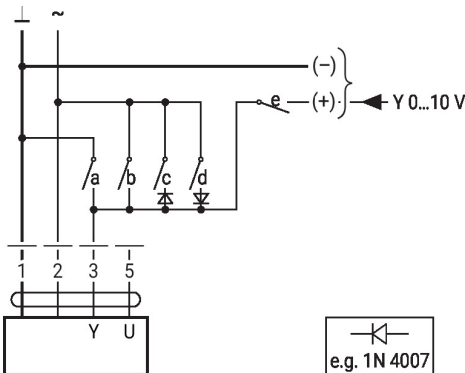 ⊥ ~
(−)
e (+) Y 0...10 V
a b c d
1 2 3 5
Y U
e.g. 1N 4007